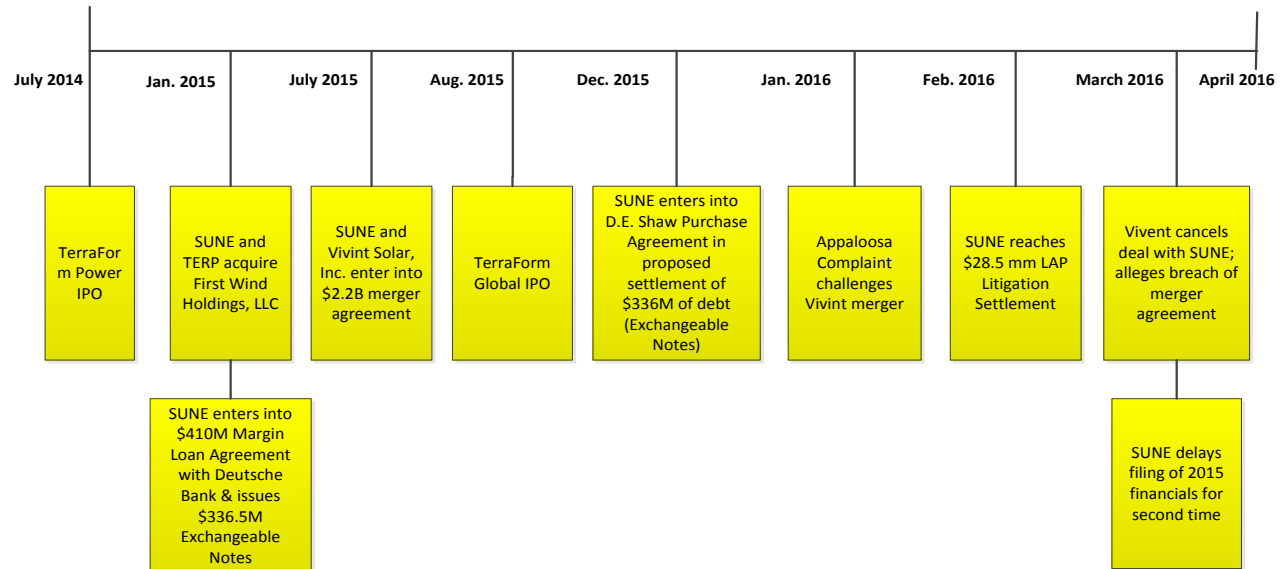 July 2014
Jan. 2015
July 2015
Aug. 2015
Dec. 2015
Jan. 2016
Feb. 2016
March 2016
April 2016
TerraFor
m Power
IPO
SUNE and
TERP acquire
First Wind
Holdings, LLC
SUNE and
Vivint Solar,
Inc. enter into
$2.2B merger
agreement
TerraForm
Global IPO
SUNE enters into
D.E. Shaw Purchase
Agreement in
proposed
settlement of
$336M of debt
(Exchangeable
Notes)
Appaloosa
Complaint
challenges
Vivint merger
SUNE reaches
$28.5 mm LAP
Litigation
Settlement
Vivent cancels
deal with SUNE;
alleges breach of
merger
agreement
SUNE enters into
$410M Margin
Loan Agreement
with Deutsche
Bank & issues
$336.5M
Exchangeable
Notes
SUNE delays
filing of 2015
financials for
second time